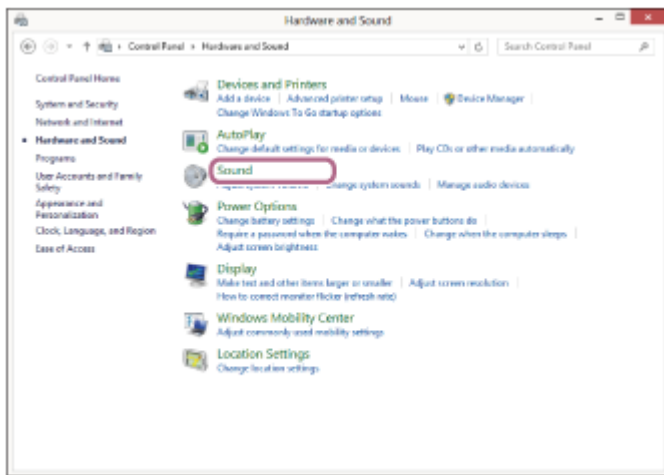 Hardware and Sound
Control Panel > Hardware and Sound
Search Control Panel
Control Panel Home
System and Security
Network and Internet
Hardware and Sound
Programs
User Accounts and Family
Safety
Appearance and
Personalization
Clock, Language, and Region
Ease of Access
Devices and Printers
Add a device | Advanced printer setup | Mouse | Device Manager
Change Windows To Go startup options
AutoPlay
Change default settings for media or devices | Play CDs or other media automatically
Sound
Change system sounds | Manage audio devices
Power Options
Change battery settings | Change what the power buttons do
Require a password when the computer wakes | Change when the computer sleeps
Adjust screen brightness
Display
Make text and other items larger or smaller | Adjust screen resolution
How to correct monitor flicker (refresh rate)
Windows Mobility Center
Adjust commonly used mobility settings
Location Settings
Change location settings